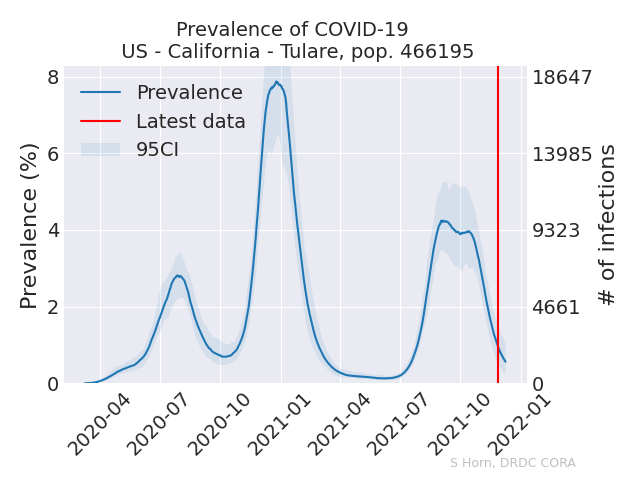 Prevalence of COVID-19
US - California - Tulare, pop. 466195
Prevalence
Latest data
95CI
Prevalence (%)
8
6
4
2
0
18647
13985
9323
4661
0
# of infections
2020-04
2020-07
2020-10
2021-01
2021-04
2021-07
2021-10
2022-01
S Horn, DRDC CORA